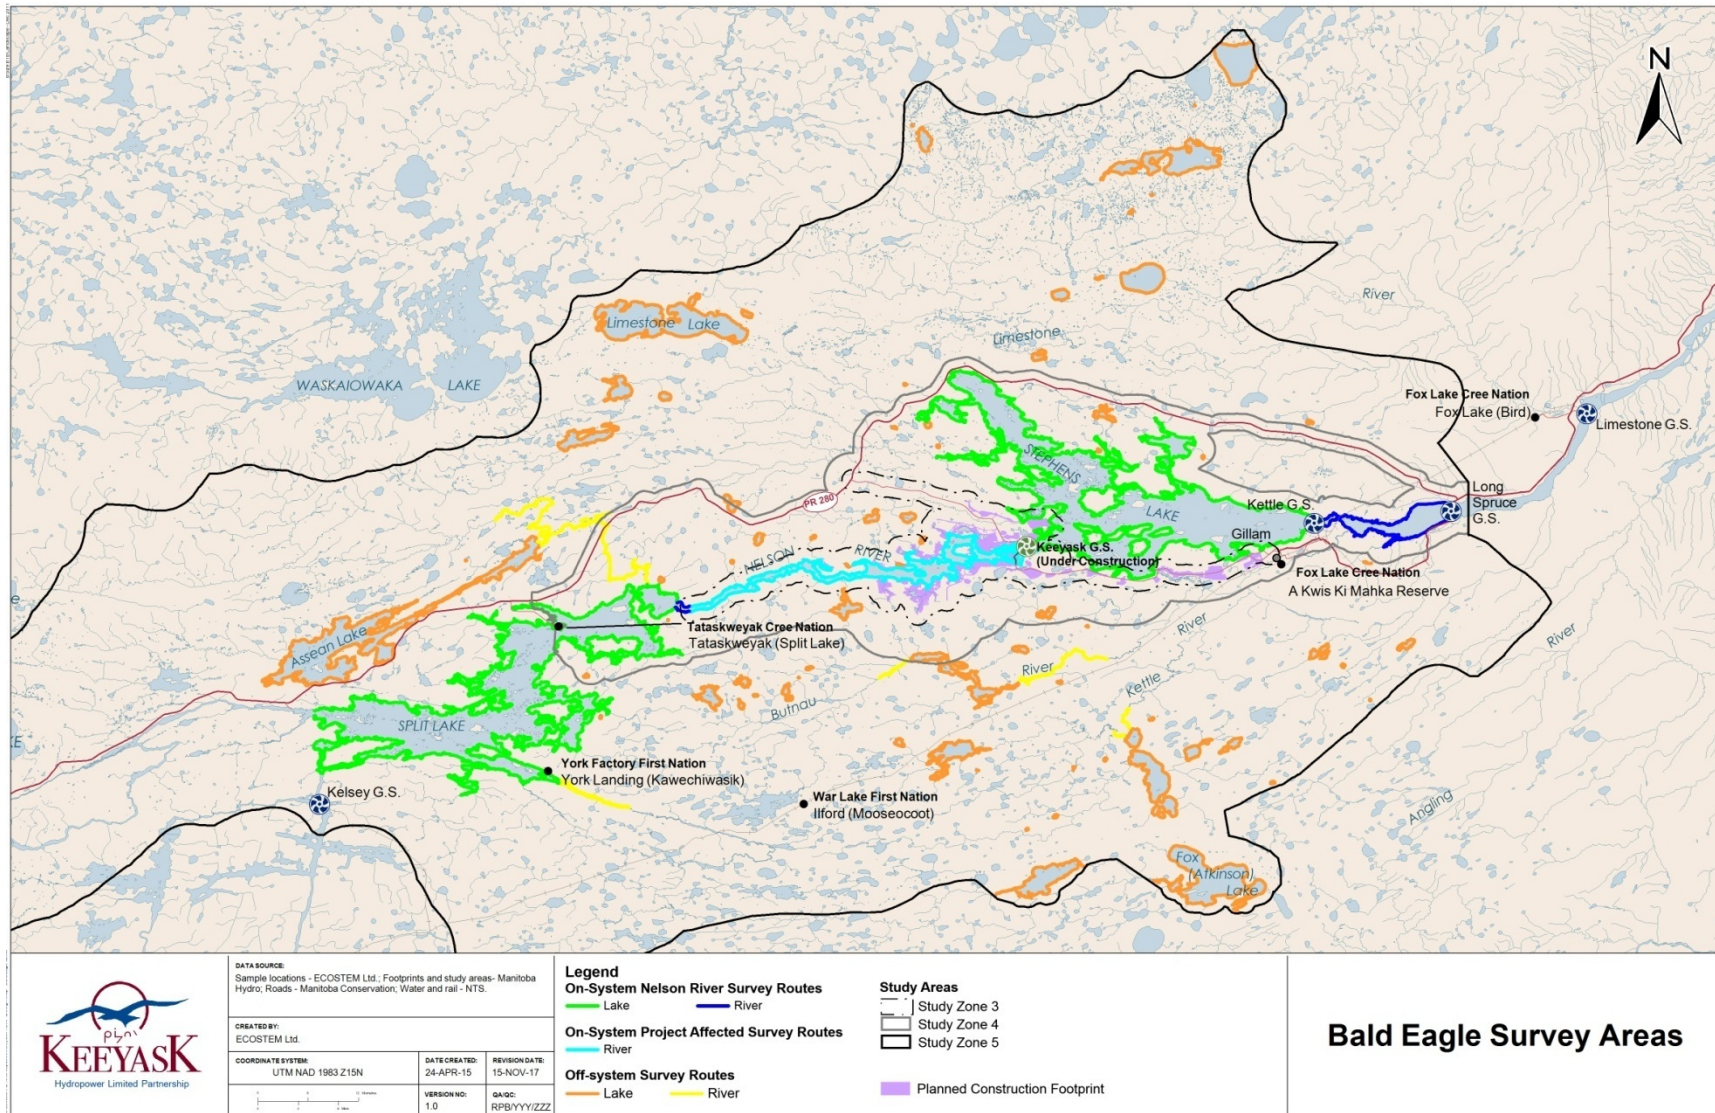 N
River
Limestone
Limestone Lake
WASKAIOWAKA LAKE
Fox Lake Cree Nation
Fox Lake (Bird)
Limestone G.S.
STEPHENS
LAKE
Long
Spruce
G.S.
Kettle G.S.
Gillam
PR 280
NELSON RIVER
Keeyask G.S.
(Under Construction)
Fox Lake Cree Nation
A Kwis Ki Mahka Reserve
Tataskweyak Cree Nation
Tataskweyak (Split Lake)
Assean Lake
River
River
River
Kettle
Butnau
SPLIT LAKE
KE
York Factory First Nation
York Landing (Kawechiwasik)
Kelsey G.S.
War Lake First Nation
Ilford (Mooseocoot)
Angling
Fox
(Atkinson)
Lake
KEEYASK
Hydropower Limited Partnership
DATA SOURCE:
Sample locations - ECOSTEM Ltd.; Footprints and study areas- Manitoba
Hydro; Roads - Manitoba Conservation; Water and rail - NTS.
CREATED BY:
ECOSTEM Ltd.
COORDINATE SYSTEM:
UTM NAD 1983 Z15N
DATE CREATED:
24-APR-15
REVISION DATE:
15-NOV-17
VERSION NO:
1.0
QA/QC:
RPB/YYY/ZZZ
Legend
On-System Nelson River Survey Routes
Lake River
On-System Project Affected Survey Routes
River
Off-system Survey Routes
Lake River
Study Areas
Study Zone 3
Study Zone 4
Study Zone 5
Planned Construction Footprint
Bald Eagle Survey Areas